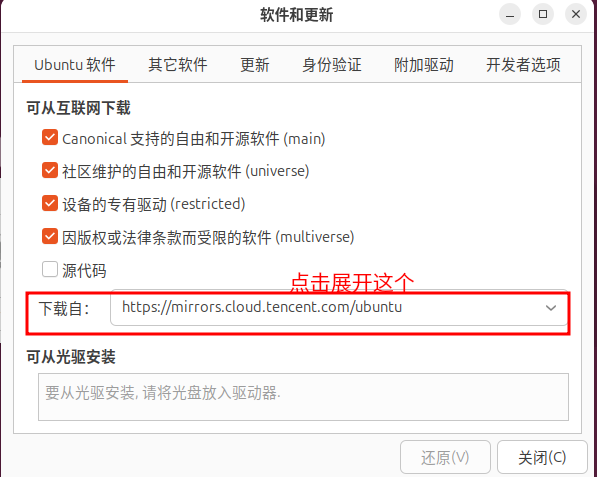 软件和更新
Ubuntu 软件 其它软件 更新 身份验证 附加驱动 开发者选项
可从互联网下载
Canonical 支持的自由和开源软件 (main)
社区维护的自由和开源软件 (universe)
设备的专有驱动 (restricted)
因版权或法律条款而受限的软件 (multiverse)
源代码
点击展开这个
下载自： https://mirrors.cloud.tencent.com/ubuntu
可从光驱安装
要从光驱安装, 请将光盘放入驱动器.
还原(V) 关闭(C)